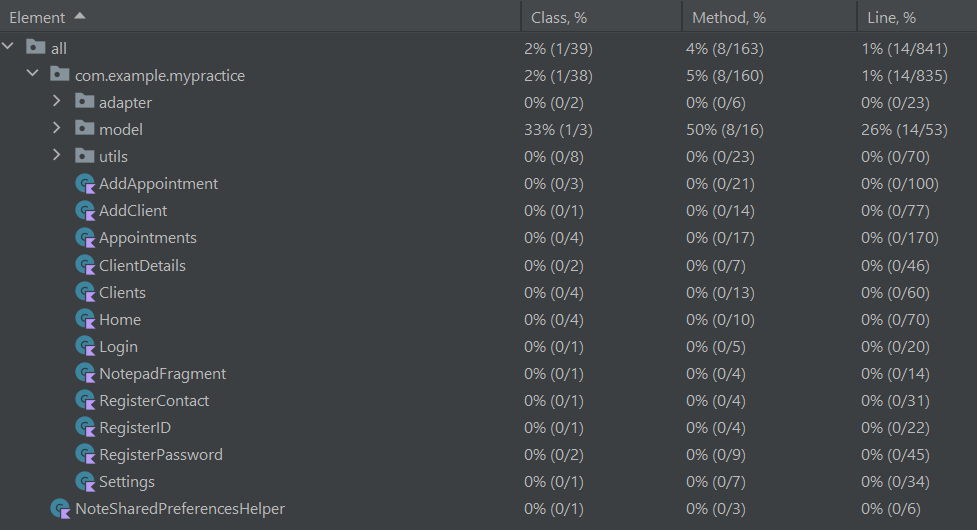 Element Class, % Method, % Line, %
all 2% (1/39) 4% (8/163) 1% (14/841)
com.example.mypractice 2% (1/38) 5% (8/160) 1% (14/835)
adapter 0% (0/2) 0% (0/6) 0% (0/23)
model 33% (1/3) 50% (8/16) 26% (14/53)
utils 0% (0/8) 0% (0/23) 0% (0/70)
AddAppointment 0% (0/3) 0% (0/21) 0% (0/100)
AddClient 0% (0/1) 0% (0/14) 0% (0/77)
Appointments 0% (0/4) 0% (0/17) 0% (0/170)
ClientDetails 0% (0/2) 0% (0/7) 0% (0/46)
Clients 0% (0/4) 0% (0/13) 0% (0/60)
Home 0% (0/4) 0% (0/10) 0% (0/70)
Login 0% (0/1) 0% (0/5) 0% (0/20)
NotepadFragment 0% (0/1) 0% (0/4) 0% (0/14)
RegisterContact 0% (0/1) 0% (0/4) 0% (0/31)
RegisterID 0% (0/1) 0% (0/4) 0% (0/22)
RegisterPassword 0% (0/2) 0% (0/9) 0% (0/45)
Settings 0% (0/1) 0% (0/7) 0% (0/34)
NoteSharedPreferencesHelper 0% (0/1) 0% (0/3) 0% (0/6)